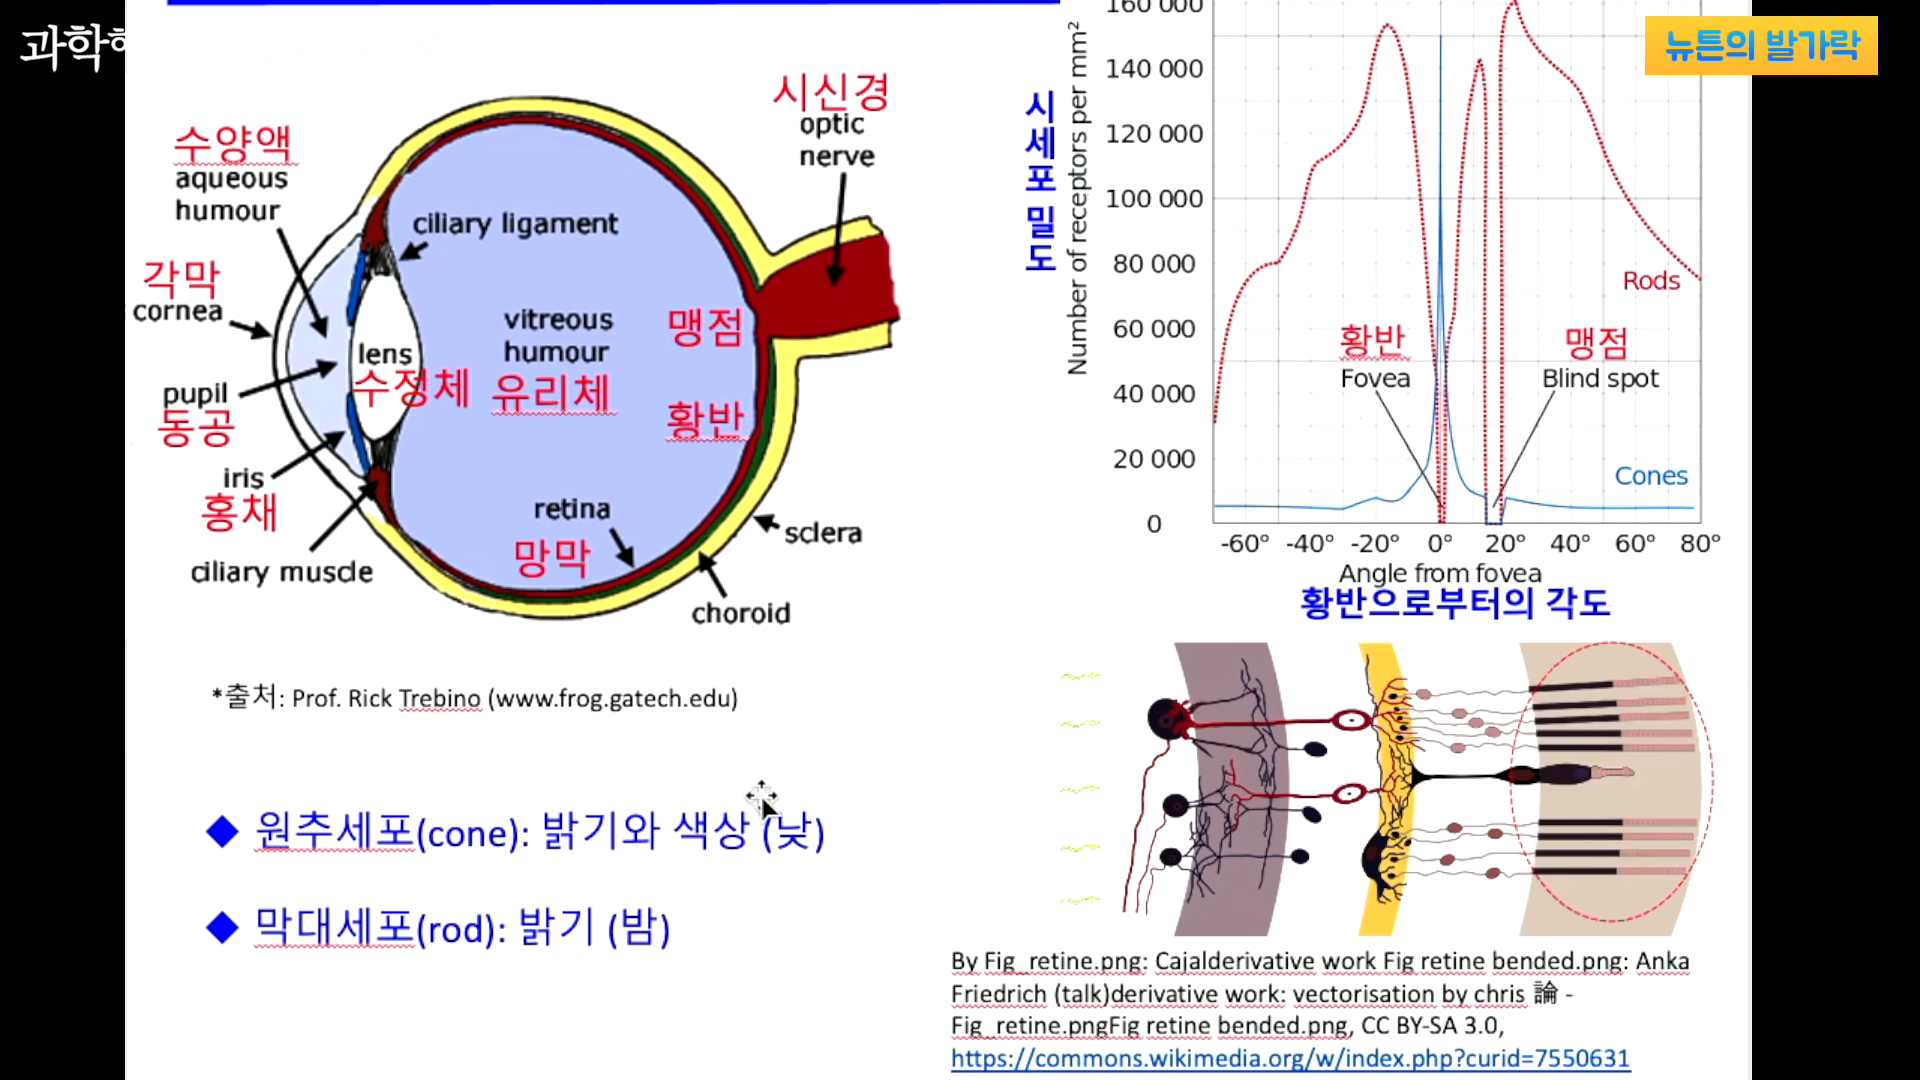 과학
뉴튼의 발가락
시신경
optic
nerve
수양액
aqueous
humour
ciliary ligament
각막
cornea
vitreous
humour
유리체
맹점
lens
수정체
pupil
동공
황반
iris
홍채
retina
망막
sclera
ciliary muscle
choroid
*출처: Prof. Rick Trebino (www.frog.gatech.edu)
◆ 원추세포(cone): 밝기와 색상 (낮)
◆ 막대세포(rod): 밝기 (밤)
시세포 밀도
Number of receptors per mm²
160 000
140 000
120 000
100 000
80 000
60 000
40 000
20 000
0
Rods
황반
Fovea
맹점
Blind spot
Cones
-60° -40° -20° 0° 20° 40° 60° 80°
Angle from fovea
황반으로부터의 각도
By Fig_retine.png: Cajalderivative work Fig retine bended.png: Anka
Friedrich (talk)derivative work: vectorisation by chris 論 -
Fig_retine.pngFig retine bended.png, CC BY-SA 3.0,
https://commons.wikimedia.org/w/index.php?curid=7550631